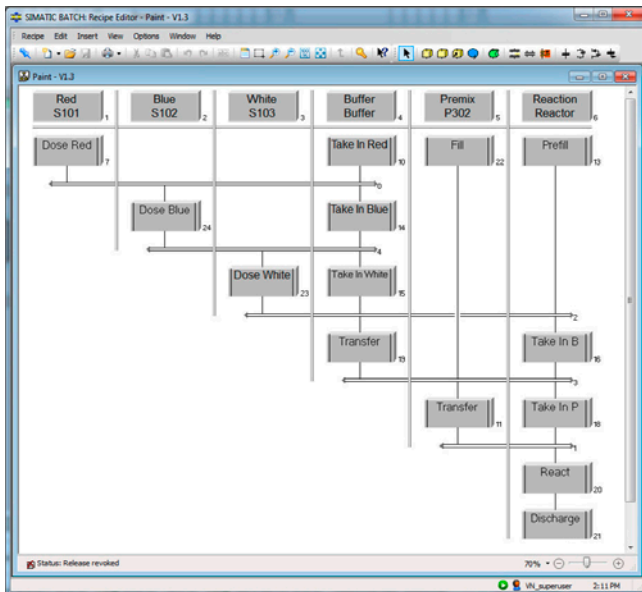 SIMATIC BATCH: Recipe Editor - Paint - V1.3
Recipe Edit Insert View Options Window Help
Paint - V1.3
Red
S101
1
Blue
S102
2
White
S103
3
Buffer
Buffer
4
Premix
P302
5
Reaction
Reactor
6
Dose Red
7
Take In Red
10
Fill
22
Prefill
13
0
Dose Blue
24
Take In Blue
14
4
Dose White
23
Take In White
15
2
Transfer
19
Take In B
16
3
Transfer
11
Take In P
18
1
React
20
Discharge
21
Status: Release revoked
70%
VN_superuser
2:11 PM